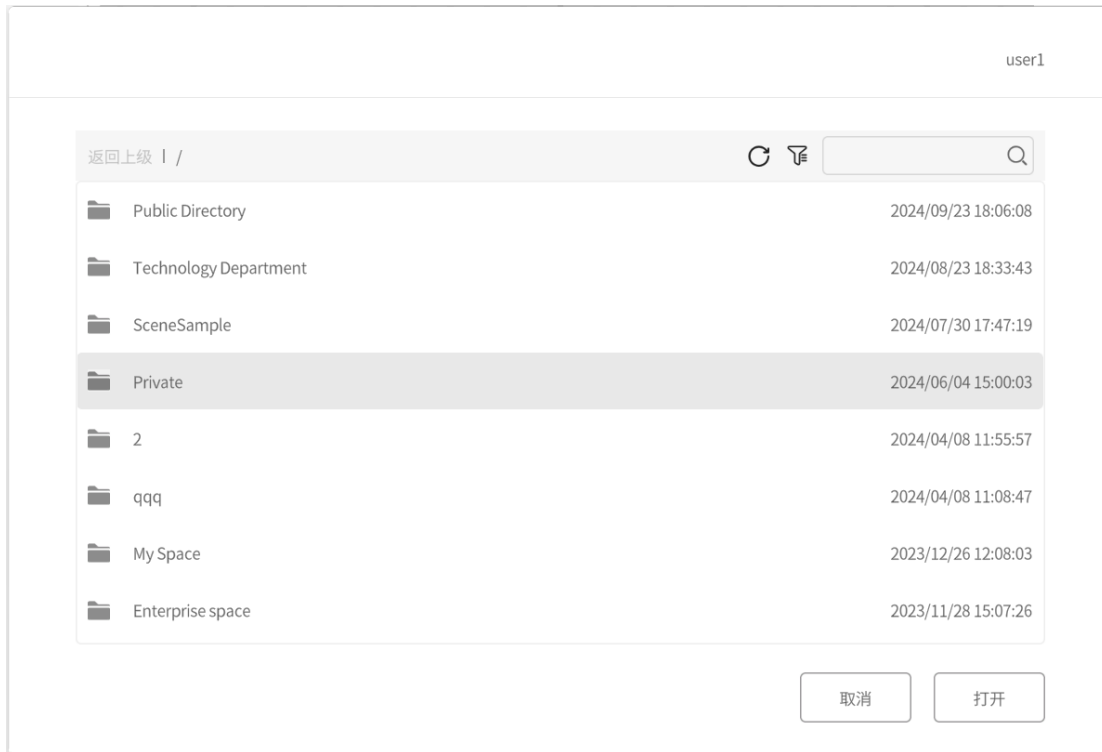 user1
返回上级 | /
Public Directory 2024/09/23 18:06:08
Technology Department 2024/08/23 18:33:43
SceneSample 2024/07/30 17:47:19
Private 2024/06/04 15:00:03
2 2024/04/08 11:55:57
qqq 2024/04/08 11:08:47
My Space 2023/12/26 12:08:03
Enterprise space 2023/11/28 15:07:26
取消 打开